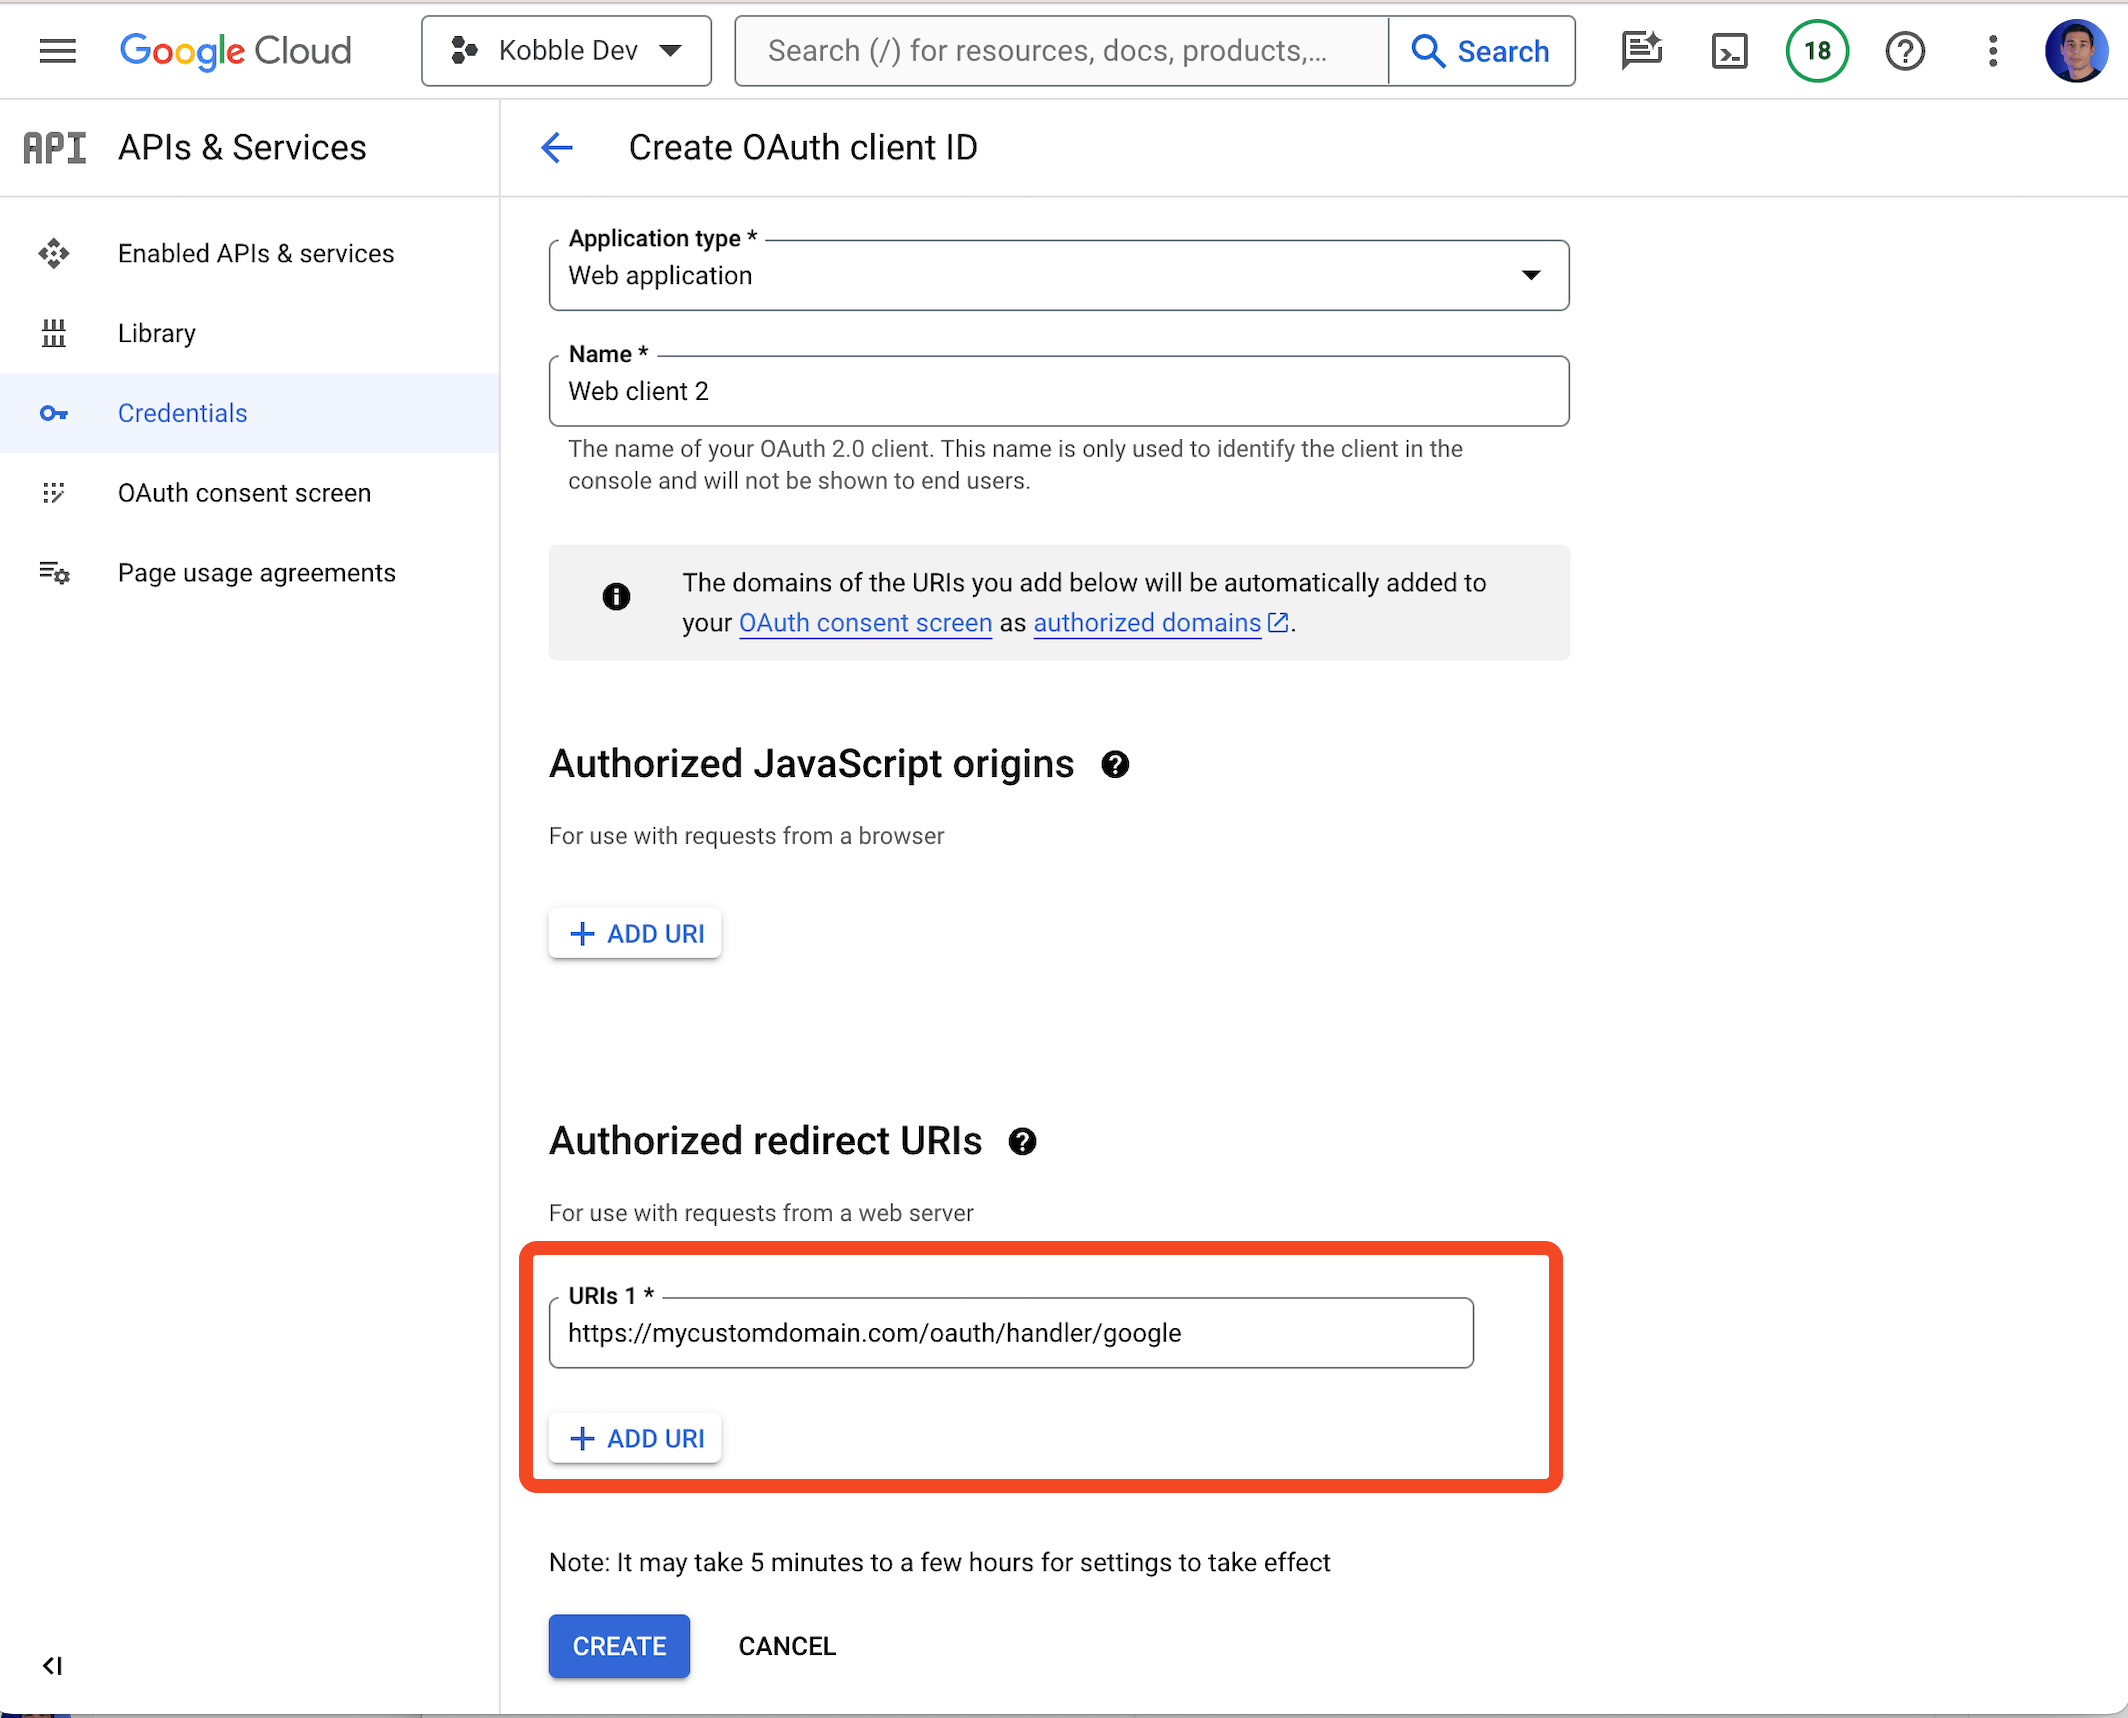 Google Cloud
Kobble Dev
Search (/) for resources, docs, products,...
Search
18
API
APIs & Services
Create OAuth client ID
Enabled APIs & services
Library
Credentials
OAuth consent screen
Page usage agreements
Application type *
Web application
Name *
Web client 2
The name of your OAuth 2.0 client. This name is only used to identify the client in the
console and will not be shown to end users.
The domains of the URIs you add below will be automatically added to
your OAuth consent screen as authorized domains.
Authorized JavaScript origins
For use with requests from a browser
ADD URI
Authorized redirect URIs
For use with requests from a web server
URIs 1 *
https://mycustomdomain.com/oauth/handler/google
ADD URI
Note: It may take 5 minutes to a few hours for settings to take effect
CREATE
CANCEL